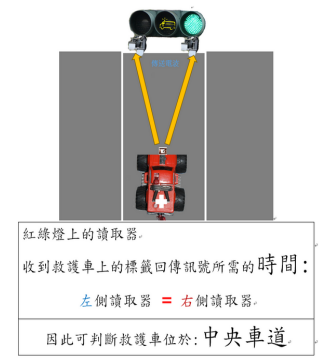 紅綠燈上的讀取器
收到救護車上的標籤回傳訊號所需的時間:
左側讀取器 = 右側讀取器
因此可判斷救護車位於:中央車道